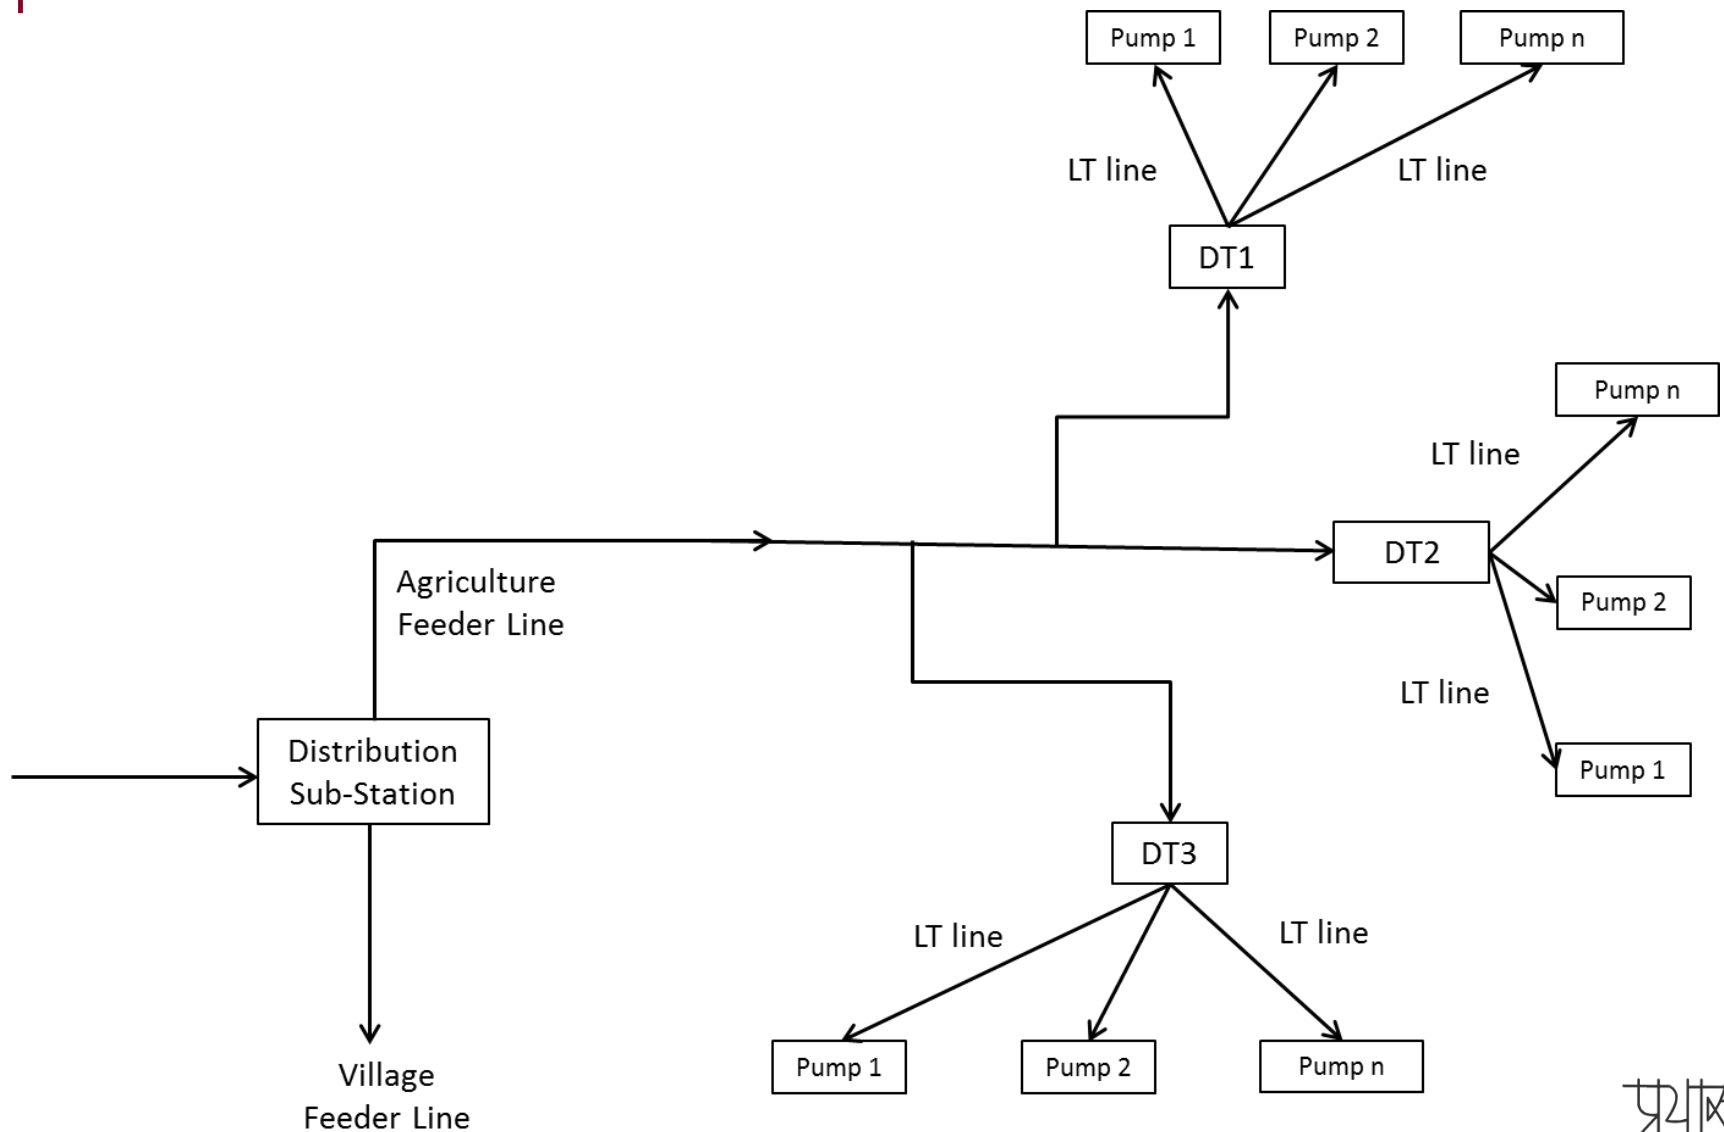 Pump 1
Pump 2
Pump n
LT line
LT line
DT1
Pump n
LT line
DT2
Agriculture
Feeder Line
Pump 2
LT line
Distribution
Sub-Station
Pump 1
DT3
LT line
LT line
Pump 1
Pump 2
Pump n
Village
Feeder Line